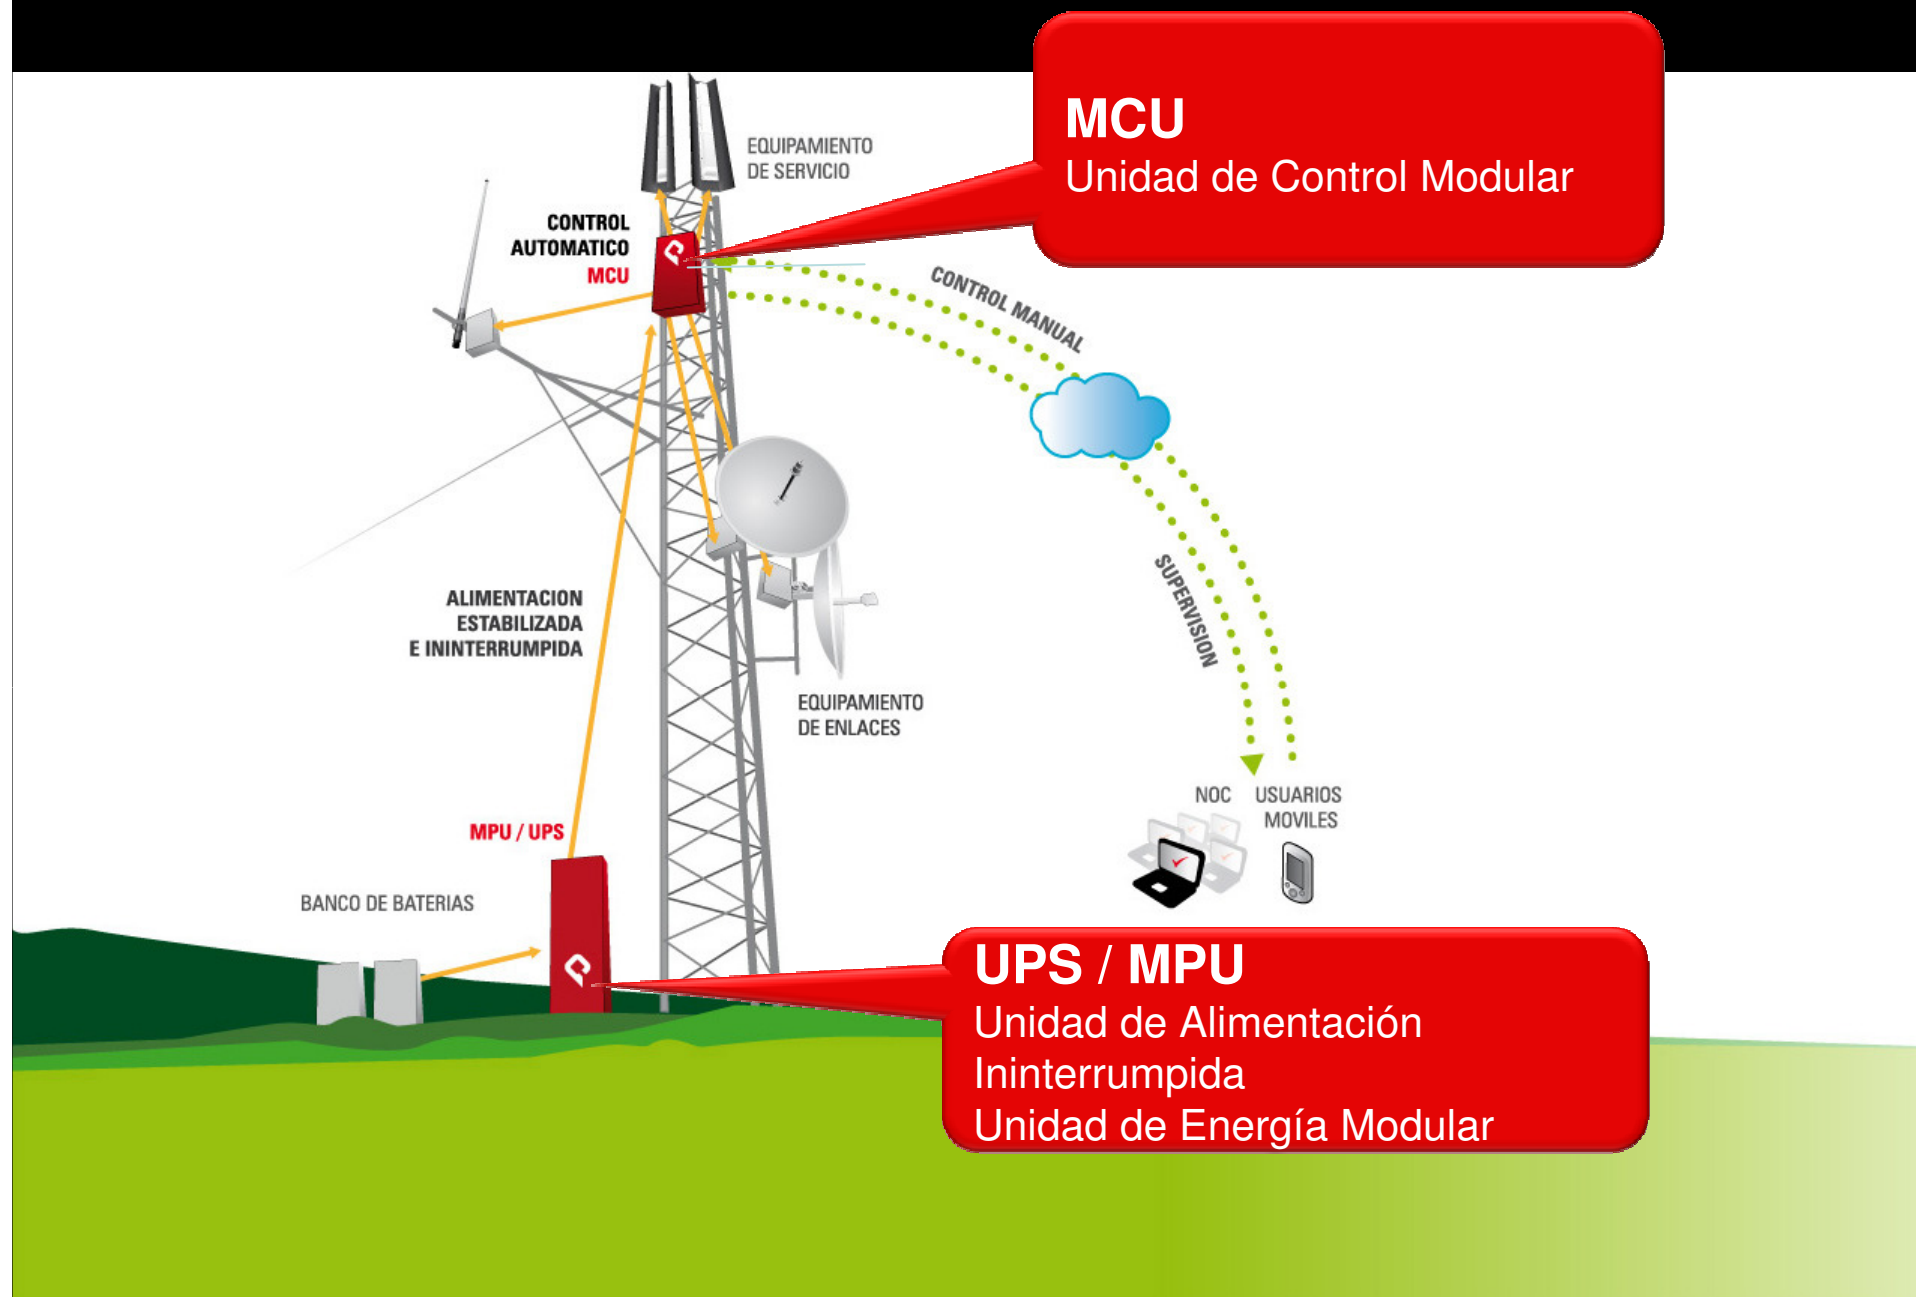 MCU
Unidad de Control Modular
EQUIPAMIENTO
DE SERVICIO
CONTROL
AUTOMATICO
MCU
CONTROL MANUAL
SUPERVISION
ALIMENTACION
ESTABILIZADA
E ININTERRUMPIDA
EQUIPAMIENTO
DE ENLACES
NOC
USUARIOS
MOVILES
MPU / UPS
BANCO DE BATERIAS
UPS / MPU
Unidad de Alimentación
Ininterrumpida
Unidad de Energía Modular